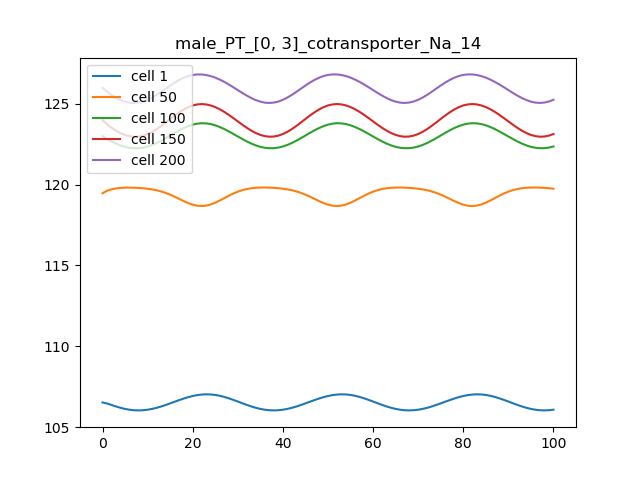 male_PT_[0, 3]_cotransporter_Na_14
cell 1
cell 50
cell 100
cell 150
cell 200
125
120
115
110
105
0 20 40 60 80 100